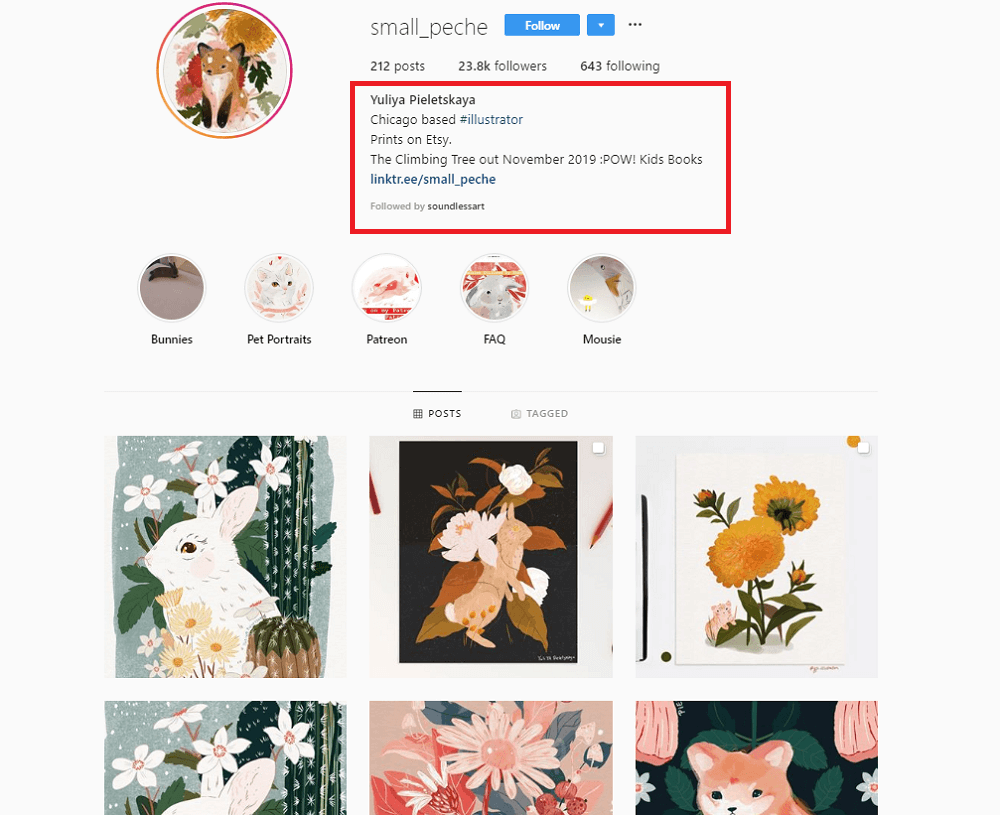 small_peche Follow
212 posts 23.8k followers 643 following
Yuliya Pieletskaya
Chicago based #illustrator
Prints on Etsy.
The Climbing Tree out November 2019 :POW! Kids Books
linktr.ee/small_peche
Followed by soundlessart
Bunnies Pet Portraits Patreon FAQ Mousie
POSTS TAGGED